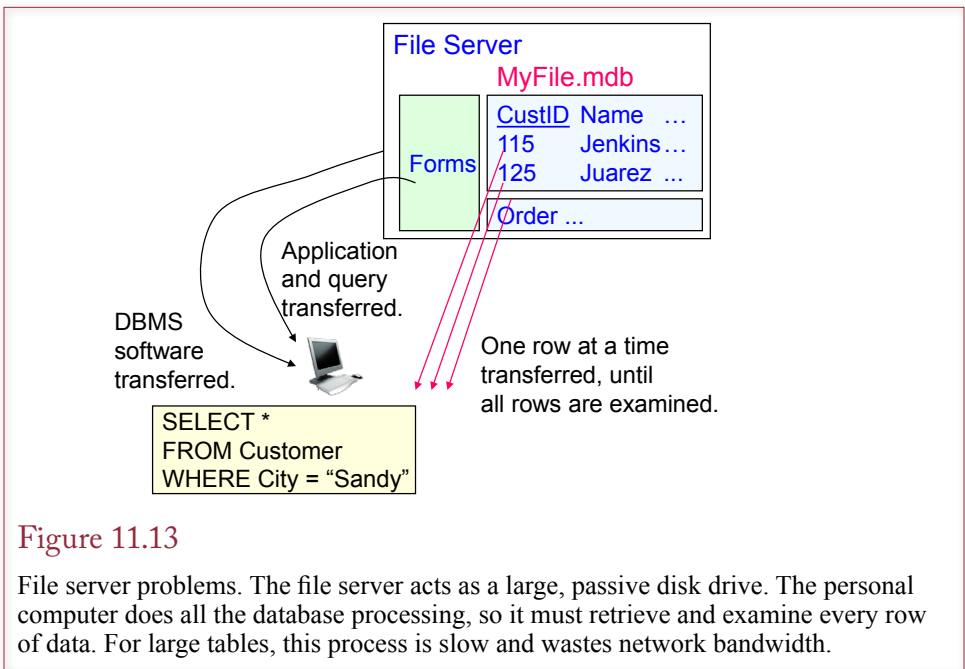 File Server
MyFile.mdb
CustID Name …
115 Jenkins…
125 Juarez ...
Forms
Order ...
Application
and query
transferred.
DBMS
software
transferred.
One row at a time
transferred, until
all rows are examined.
SELECT *
FROM Customer
WHERE City = “Sandy”
Figure 11.13
File server problems. The file server acts as a large, passive disk drive. The personal
computer does all the database processing, so it must retrieve and examine every row
of data. For large tables, this process is slow and wastes network bandwidth.